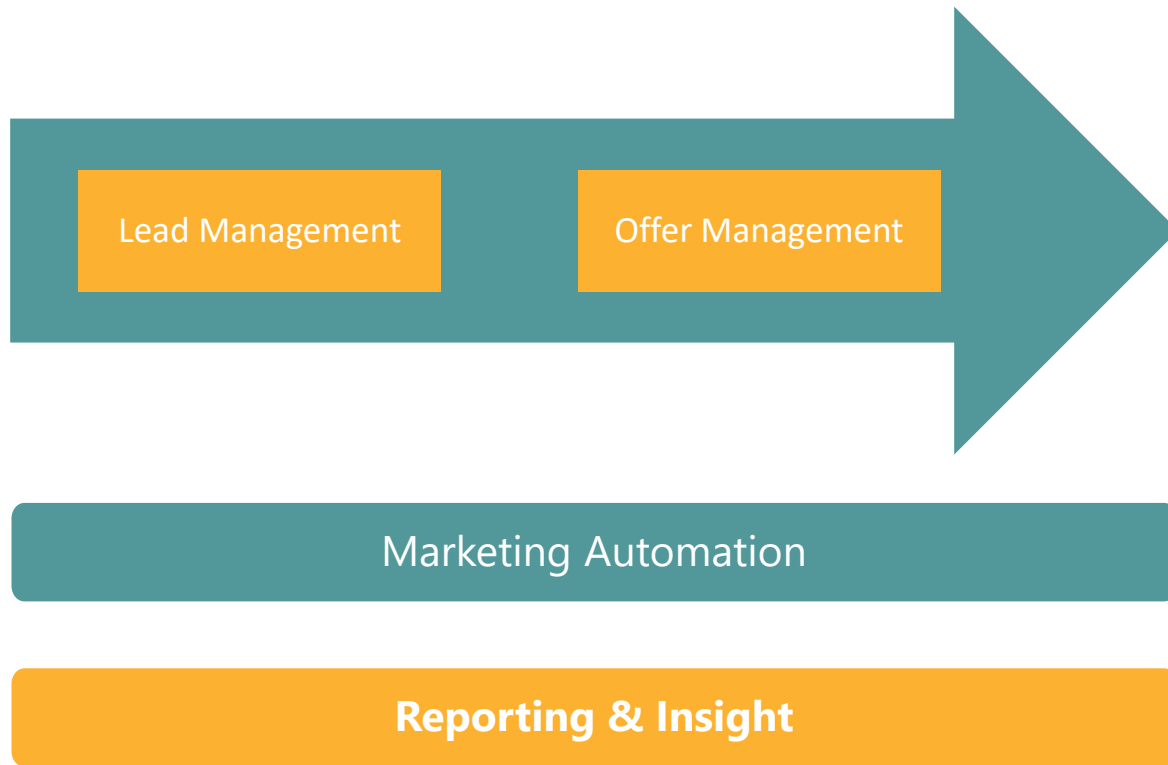 Lead Management
Offer Management
Marketing Automation
Reporting & Insight